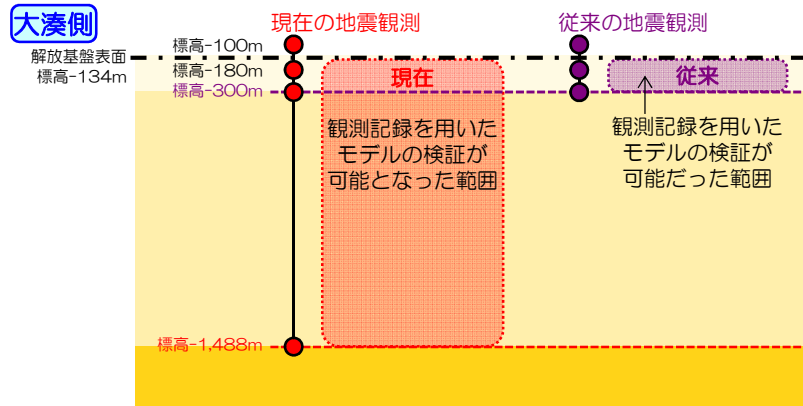 大湊側
現在の地震観測
従来の地震観測
標高-100m
解放基盤表面
標高-134m
標高-180m
標高-300m
現在
従来
観測記録を用いた
モデルの検証が
可能となった範囲
観測記録を用いた
モデルの検証が
可能だった範囲
標高-1,488m